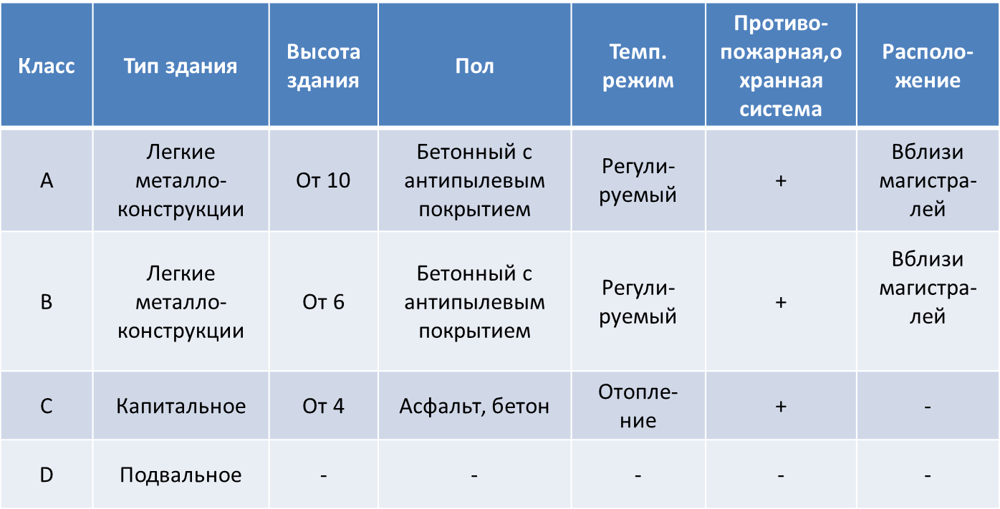 Класс
Тип здания
Высота
здания
Пол
Темп.
режим
Противо-
пожарная,о
хранная
система
Располо-
жение
A
Легкие
металло-
конструкции
От 10
Бетонный с
антипылевым
покрытием
Регули-
руемый
+
Вблизи
магистра-
лей
B
Легкие
металло-
конструкции
От 6
Бетонный с
антипылевым
покрытием
Регули-
руемый
+
Вблизи
магистра-
лей
C
Капитальное
От 4
Асфальт, бетон
Отопле-
ние
+
-
D
Подвальное
-
-
-
-
-